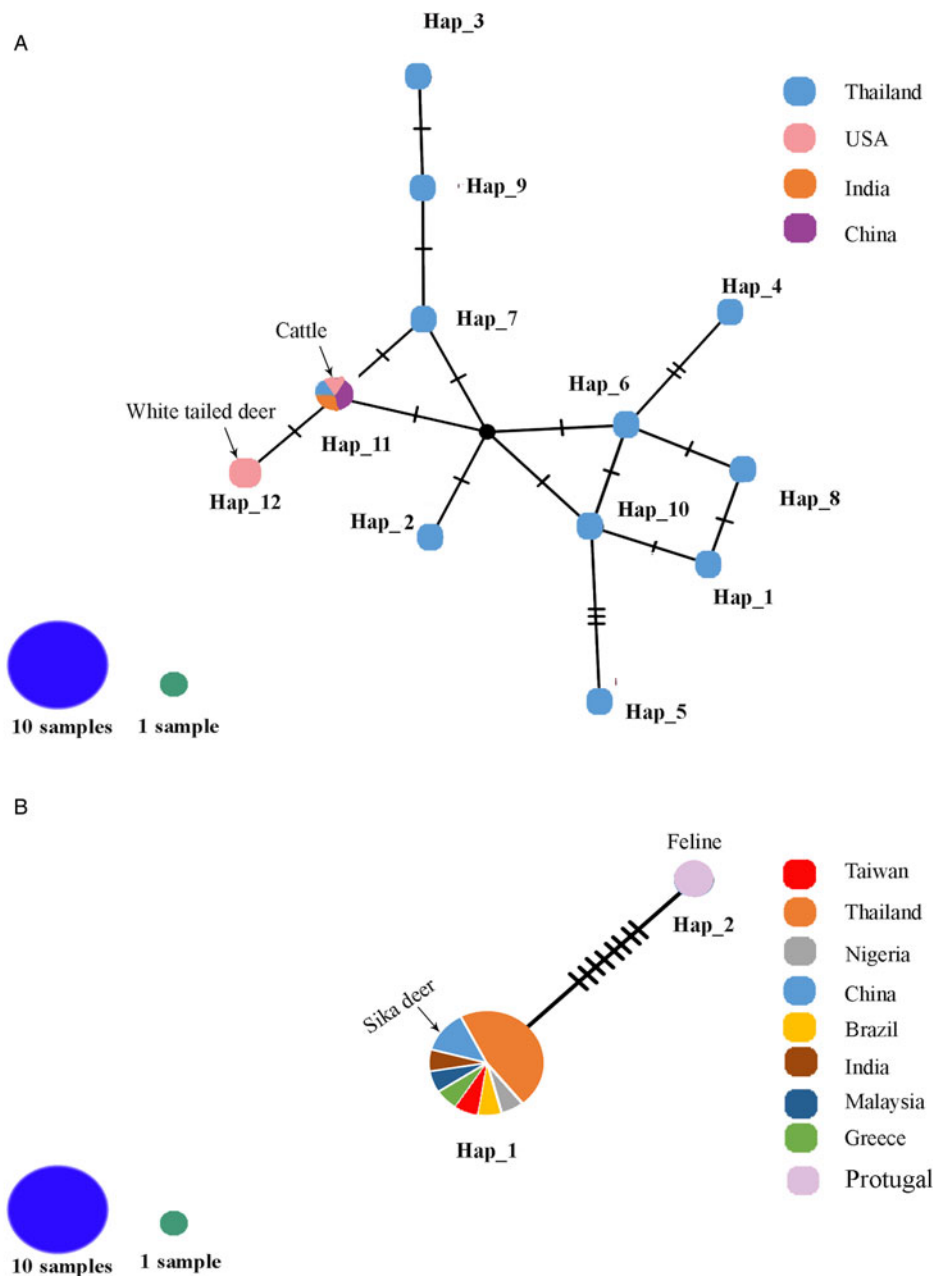 A
Hap_3
Thailand
USA
India
China
Hap_9
Hap_4
Hap_7
Cattle
Hap_6
White tailed deer
Hap_11
Hap_12
Hap_2
Hap_10
Hap_8
Hap_1
Hap_5
10 samples
1 sample
B
Feline
Hap_2
Taiwan
Thailand
Nigeria
China
Brazil
India
Malaysia
Greece
Protugal
Sika deer
Hap_1
10 samples
1 sample